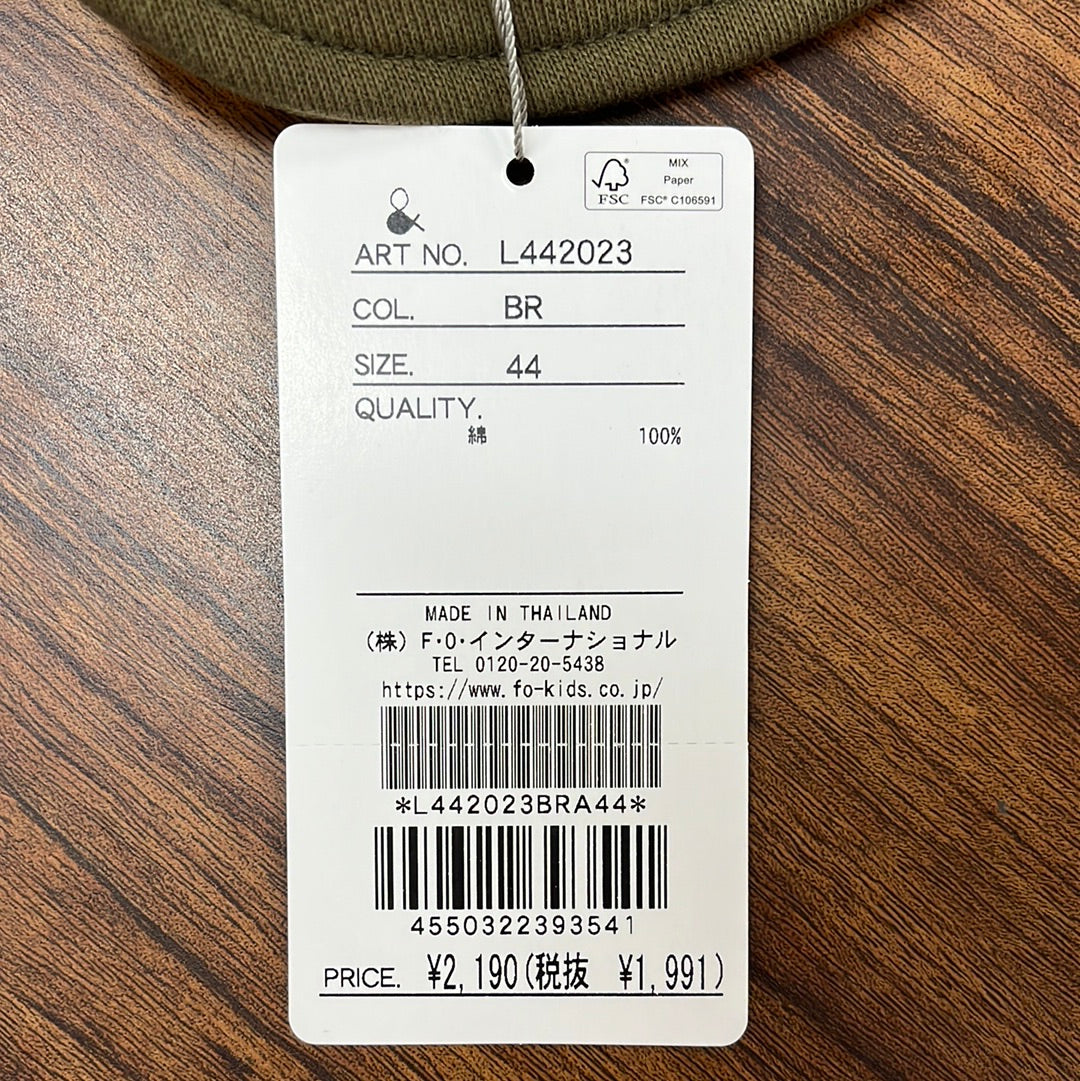 MIX
Paper
FSC® C106591
FSC
ART NO. L442023
COL. BR
SIZE. 44
QUALITY.
綿 100%
MADE IN THAILAND
(株) F・O・インターナショナル
TEL 0120-20-5438
https://www.fo-kids.co.jp/
*L442023BRA44*
4550322393541
PRICE. ¥2,190(税抜 ¥1,991)